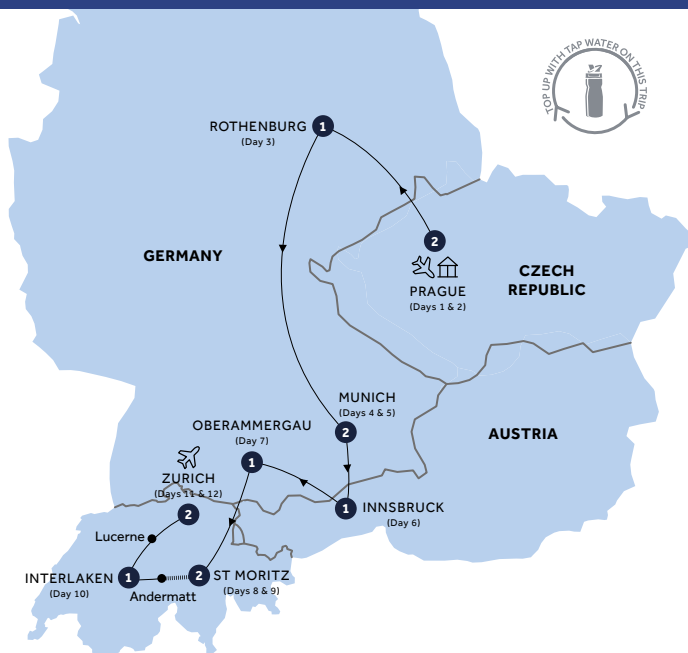 TOP UP WITH TAP WATER ON THIS TRIP
ROTHENBURG
(Day 3)
1
GERMANY
2
PRAGUE
(Days 1 & 2)
CZECH
REPUBLIC
MUNICH
(Days 4 & 5)
2
AUSTRIA
OBERAMMERGAU
(Day 7)
1
ZURICH
(Days 11 & 12)
2
1
INNSBRUCK
(Day 6)
Lucerne
INTERLAKEN
(Day 10)
1
Andermatt
2
ST MORITZ
(Days 8 & 9)